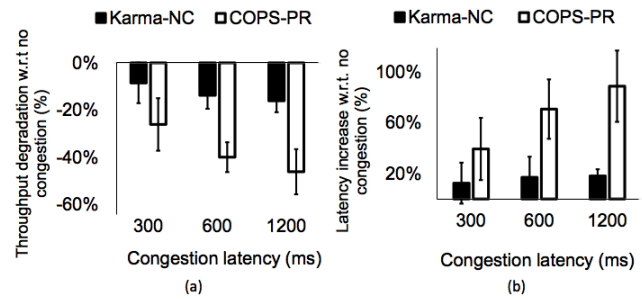 Karma-NC COPS-PR
Throughput degradation w.r.t no
congestion (%)
0%
-20%
-40%
-60%
300 600 1200
Congestion latency (ms)
(a)
Karma-NC COPS-PR
Latency increase w.r.t. no
congestion (%)
100%
60%
20%
300 600 1200
Congestion latency (ms)
(b)